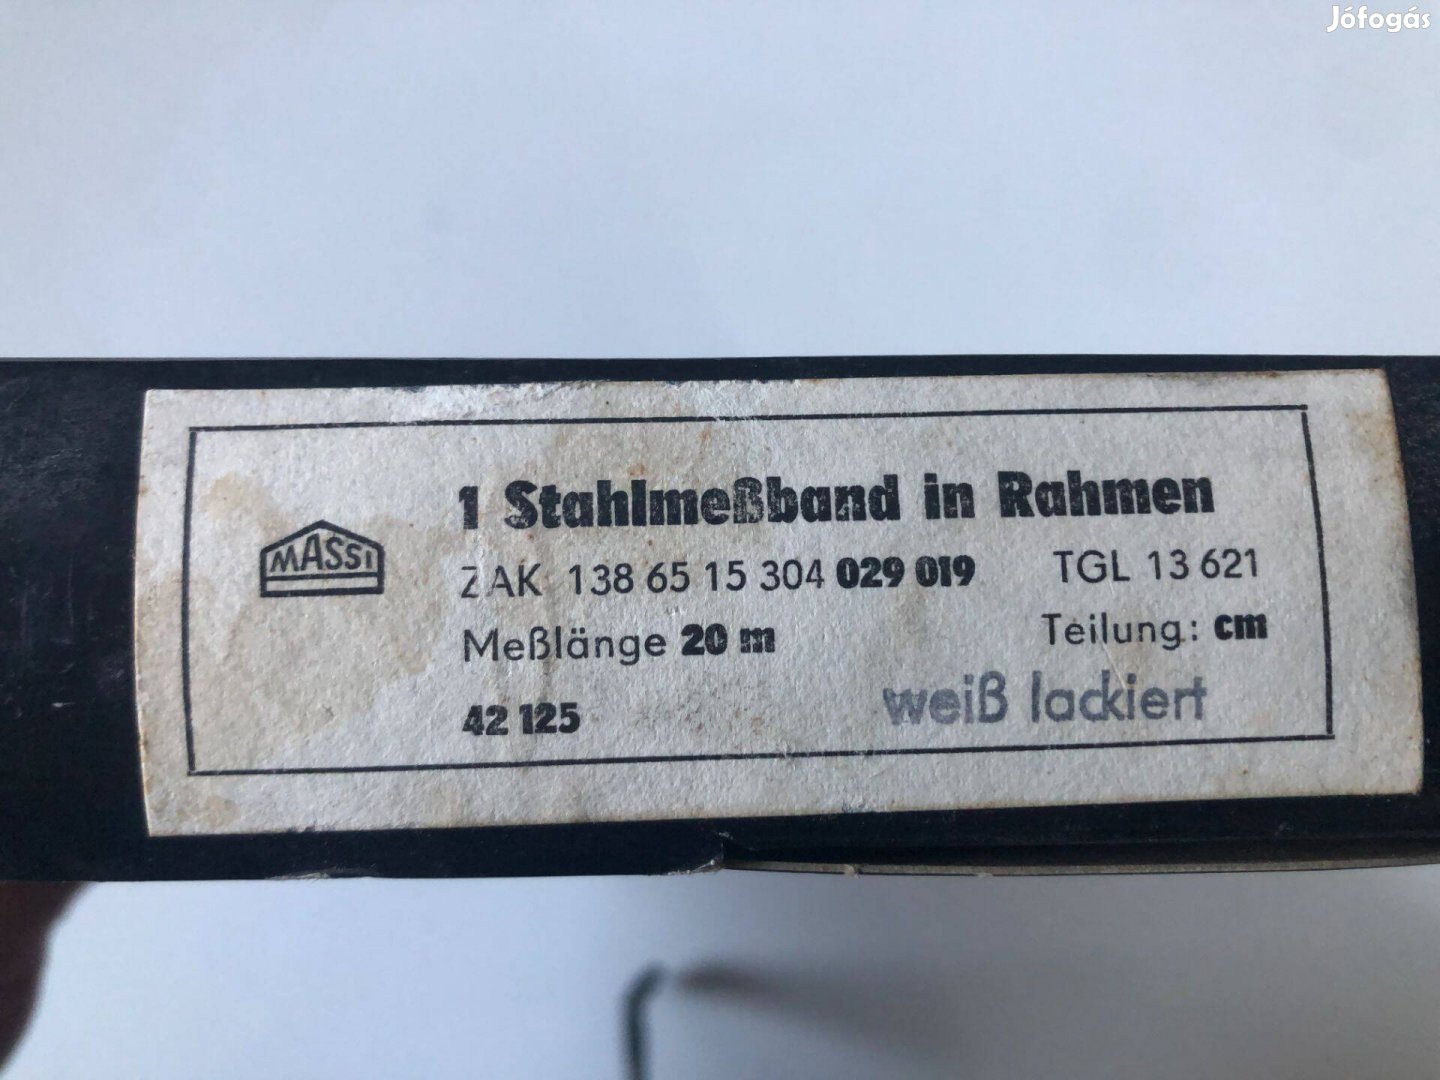 Jófogás
1 Stahlmeßband in Rahmen
MASSI
ZAK 138 65 15 304 029 019 TGL 13 621
Meßlänge 20 m Teilung: cm
42 125 weiß lackiert